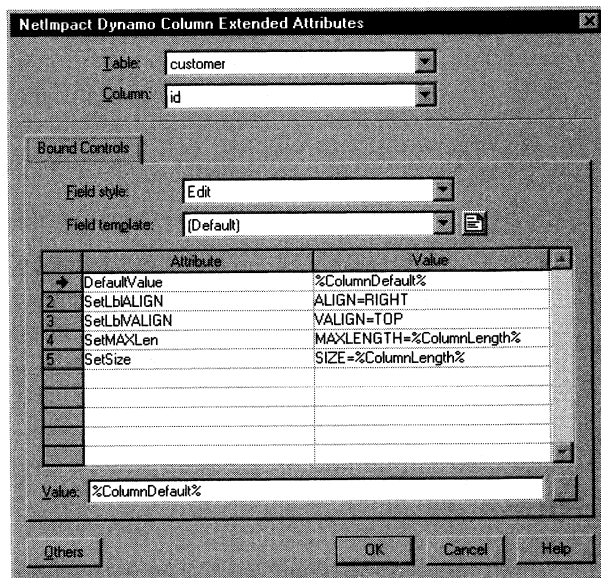 NetImpact Dynamo Column Extended Attributes
Table: customer
Column: id
Bound Controls
Field style: Edit
Field template: (Default)
Attribute Value
DefaultValue %ColumnDefault%
2 SetLblALIGN ALIGN=RIGHT
3 SetLblVALIGN VALIGN=TOP
4 SetMAXLen MAXLENGTH=%ColumnLength%
5 SetSize SIZE=%ColumnLength%
Value: %ColumnDefault%
Others OK Cancel Help